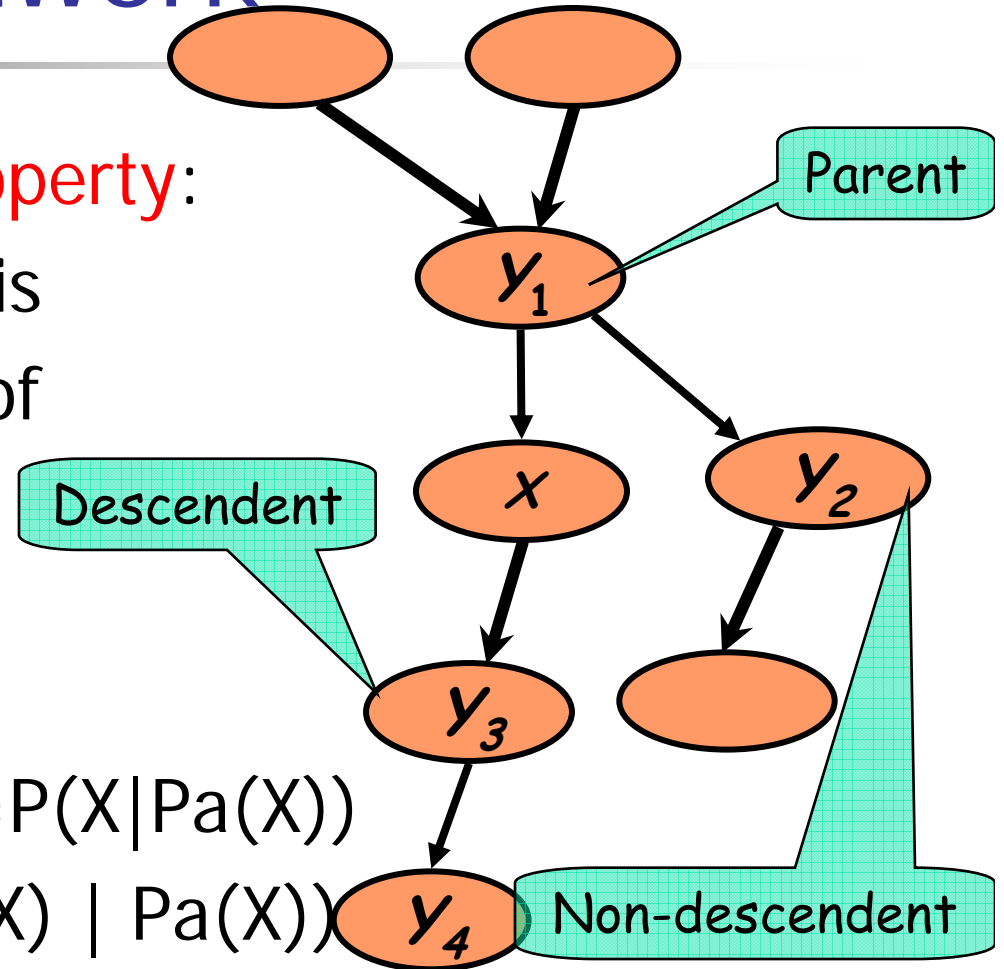 operty:
Parent
Y1
is
of
X
Y2
Descendent
Y3
P(X|Pa(X))
X) | Pa(X))
Y4
Non-descendent